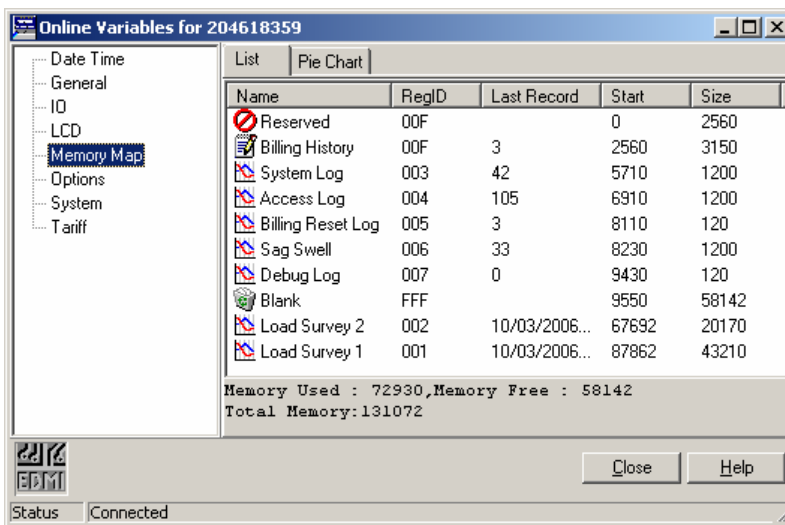 Online Variables for 204618359
Date Time
General
IO
LCD
Memory Map
Options
System
Tariff
List Pie Chart
Name RegID Last Record Start Size
Reserved 00F 0 2560
Billing History 00F 3 2560 3150
System Log 003 42 5710 1200
Access Log 004 105 6910 1200
Billing Reset Log 005 3 8110 120
Sag Swell 006 33 8230 1200
Debug Log 007 0 9430 120
Blank FFF 9550 58142
Load Survey 2 002 10/03/2006... 67692 20170
Load Survey 1 001 10/03/2006... 87862 43210
Memory Used : 72930,Memory Free : 58142
Total Memory:131072
EDMI
Close Help
Status Connected